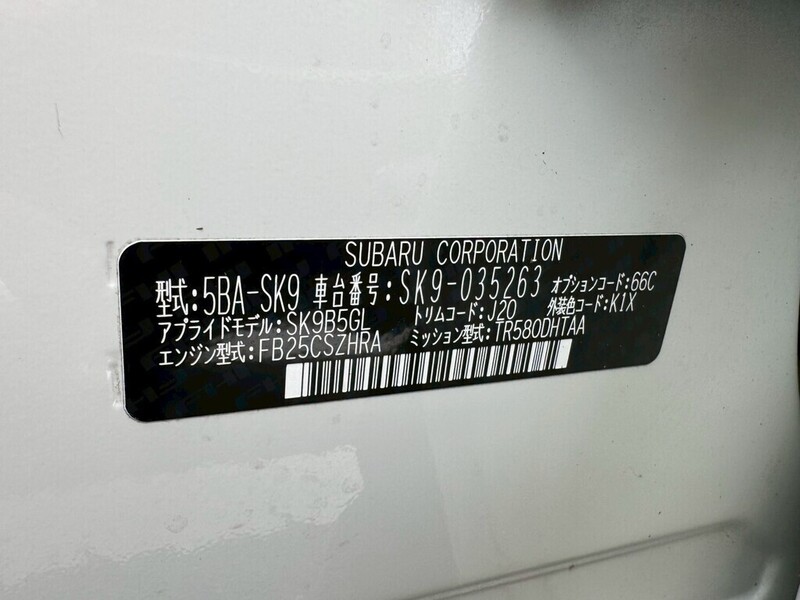 SUBARU CORPORATION
型式:5BA-SK9 車台番号:SK9-035263 オプションコード:66C
アプライドモデル:SK9B5GL トリムコード:J20 外装色コード:K1X
エンジン型式:FB25CSZHRA ミッション型式:TR580DHTAA